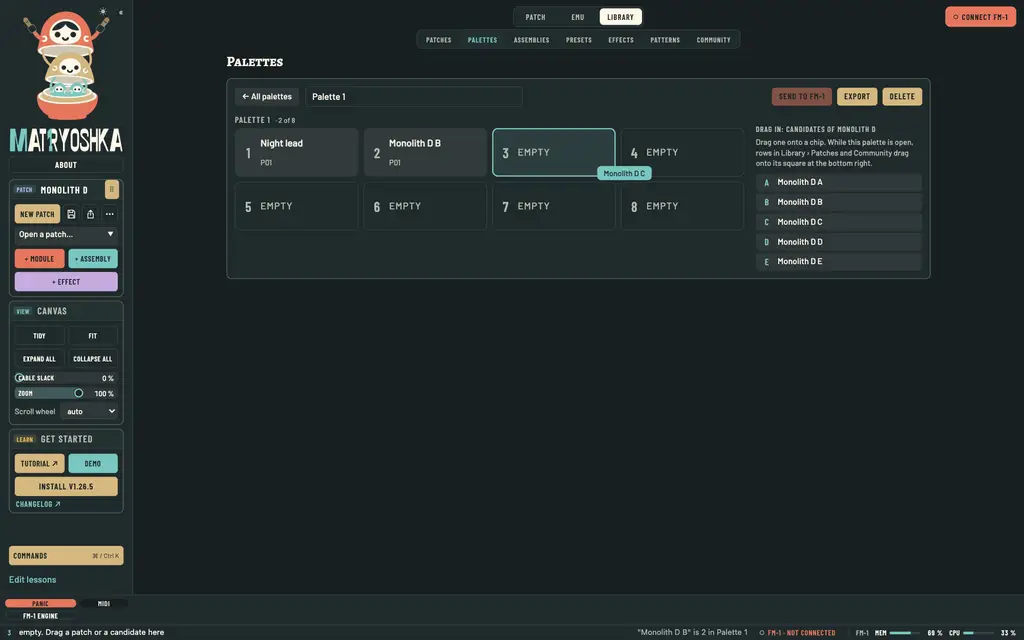 PATCH
EMU
LIBRARY
CONNECT FM-1
PATCHES
PALETTES
ASSEMBLIES
PRESETS
EFFECTS
PATTERNS
COMMUNITY
MATRYOSHKA
ABOUT
PATCH MONOLITH D
NEW PATCH
Open a patch...
+ MODULE
+ ASSEMBLY
+ EFFECT
VIEW CANVAS
TIDY
FIT
EXPAND ALL
COLLAPSE ALL
CABLE SLACK 0 %
ZOOM 100 %
Scroll wheel auto
LEARN GET STARTED
TUTORIAL ↗
DEMO
INSTALL V1.26.5
CHANGELOG ↗
COMMANDS ⌘ / Ctrl K
Edit lessons
PALETTES
← All palettes
Palette 1
SEND TO FM-1
EXPORT
DELETE
PALETTE 1 · 2 of 8
1 Night lead
P01
2 Monolith D B
P01
3 EMPTY
4 EMPTY
Monolith D C
5 EMPTY
6 EMPTY
7 EMPTY
8 EMPTY
DRAG IN: CANDIDATES OF MONOLITH D
Drag one onto a chip. While this palette is open,
rows in Library › Patches and Community drag
onto its square at the bottom right.
A Monolith D A
B Monolith D B
C Monolith D C
D Monolith D D
E Monolith D E
PANIC
MIDI
FM-1 ENGINE
3 empty. Drag a patch or a candidate here
"Monolith D B" is 2 in Palette 1
FM-1 · NOT CONNECTED
FM-1 MEM 69 % CPU 33 %